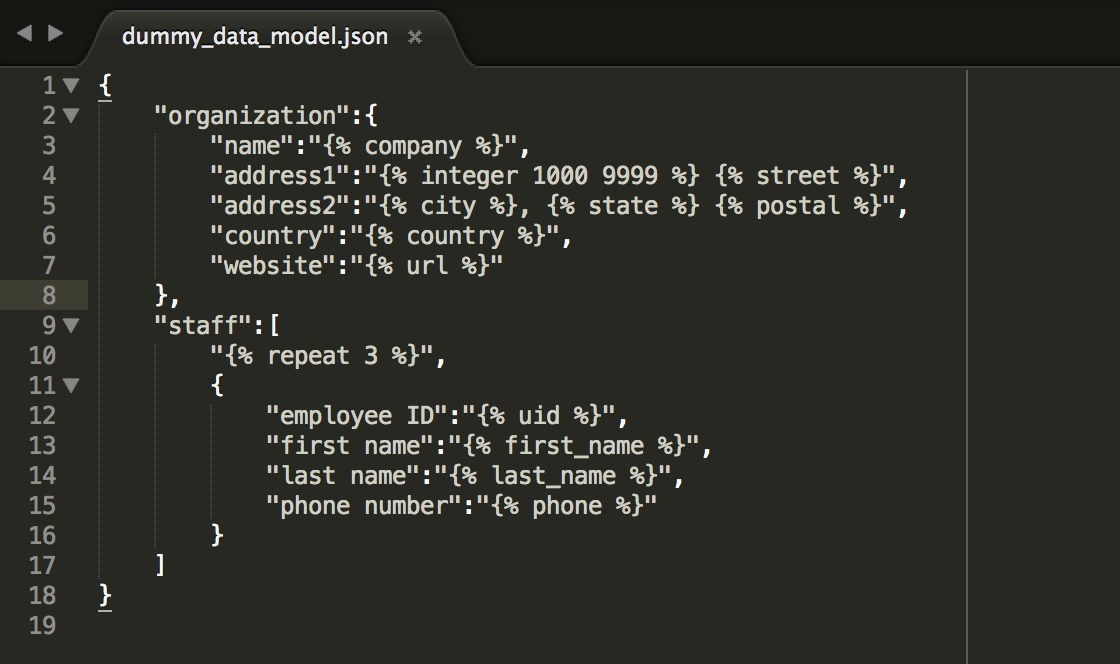 dummy_data_model.json
1 {
2     "organization":{
3         "name":"{% company %}",
4         "address1":"{% integer 1000 9999 %} {% street %}",
5         "address2":"{% city %}, {% state %} {% postal %}",
6         "country":"{% country %}",
7         "website":"{% url %}"
8     },
9     "staff":[
10         "{% repeat 3 %}",
11         {
12             "employee ID":"{% uid %}",
13             "first name":"{% first_name %}",
14             "last name":"{% last_name %}",
15             "phone number":"{% phone %}"
16         }
17     ]
18 }
19